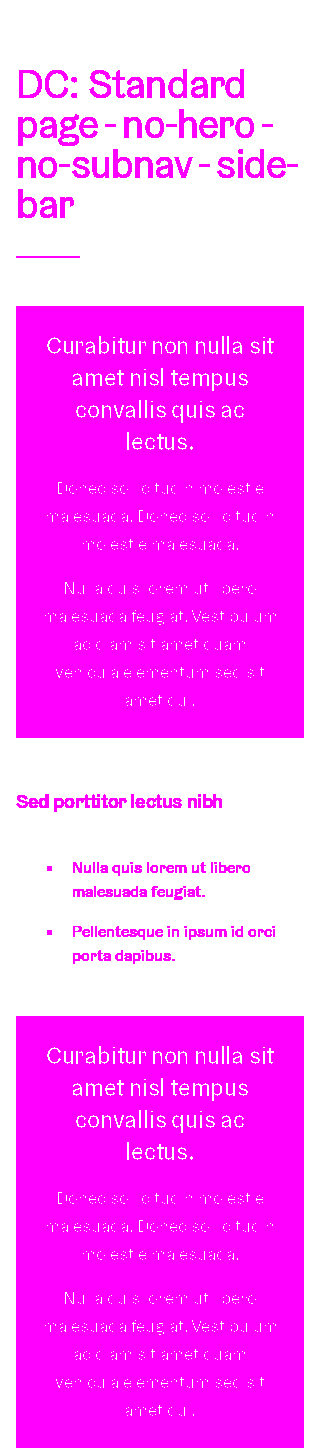 DC: Standard
page - no-hero -
no-subnav - side-
bar
Curabitur non nulla sit
amet nisl tempus
convallis quis ac
lectus.
Donec sollicitudin molestie
malesuada. Donec sollicitudin
molestie malesuada.
Nulla quis lorem ut libero
malesuada feugiat. Vestibulum
ac diam sit amet quam
vehicula elementum sed sit
amet dui.
Sed porttitor lectus nibh
▪ Nulla quis lorem ut libero
malesuada feugiat.
▪ Pellentesque in ipsum id orci
porta dapibus.
Curabitur non nulla sit
amet nisl tempus
convallis quis ac
lectus.
Donec sollicitudin molestie
malesuada. Donec sollicitudin
molestie malesuada.
Nulla quis lorem ut libero
malesuada feugiat. Vestibulum
ac diam sit amet quam
vehicula elementum sed sit
amet dui.